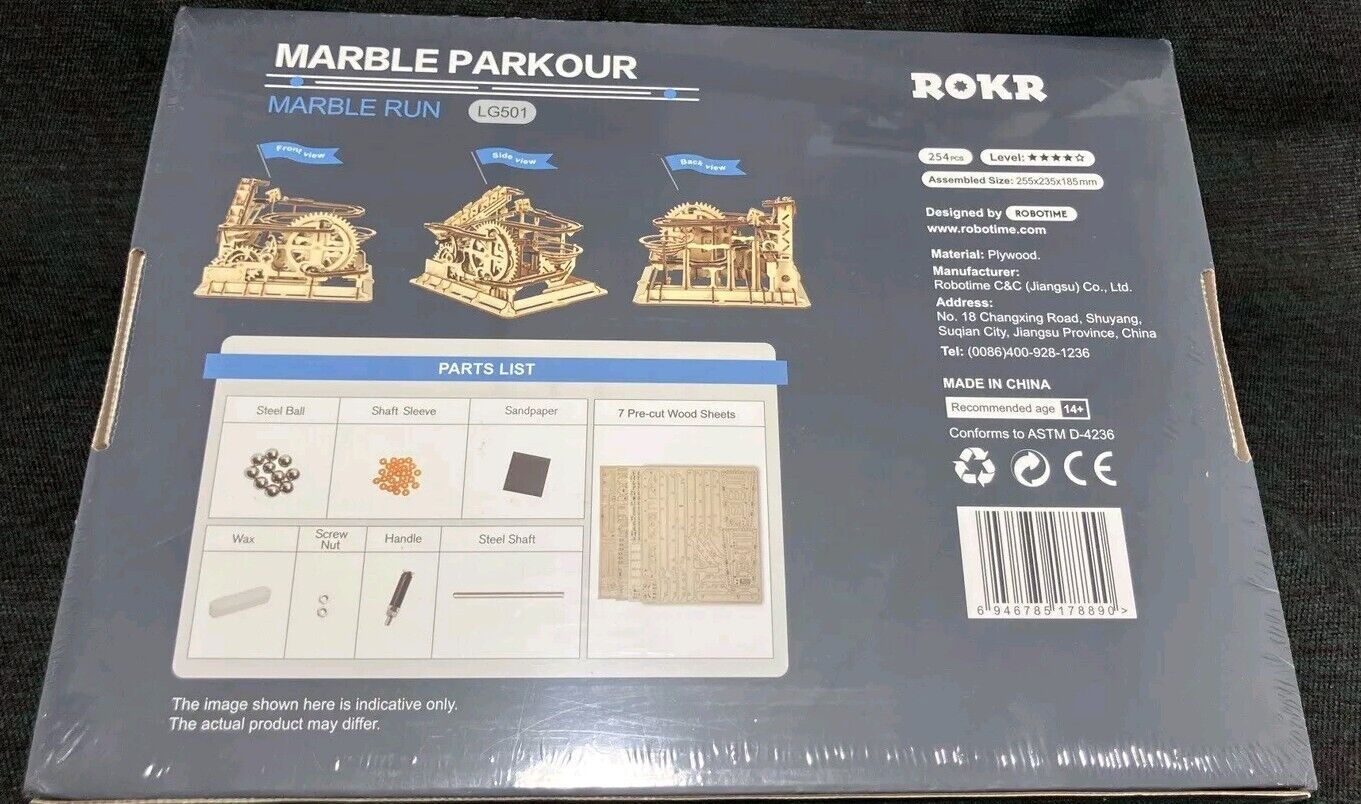 MARBLE PARKOUR
MARBLE RUN LG501
Front view
Side view
Back view
ROKR
254PCS Level: ★★★★☆
Assembled Size: 255x235x185mm
Designed by ROBOTIME
www.robotime.com
Material: Plywood.
Manufacturer:
Robotime C&C (Jiangsu) Co., Ltd.
Address:
No. 18 Changxing Road, Shuyang,
Suqian City, Jiangsu Province, China
Tel: (0086)400-928-1236
MADE IN CHINA
Recommended age 14+
Conforms to ASTM D-4236
CE
6 946785 178890 >
PARTS LIST
Steel Ball
Shaft Sleeve
Sandpaper
7 Pre-cut Wood Sheets
Wax
Screw
Nut
Handle
Steel Shaft
The image shown here is indicative only.
The actual product may differ.